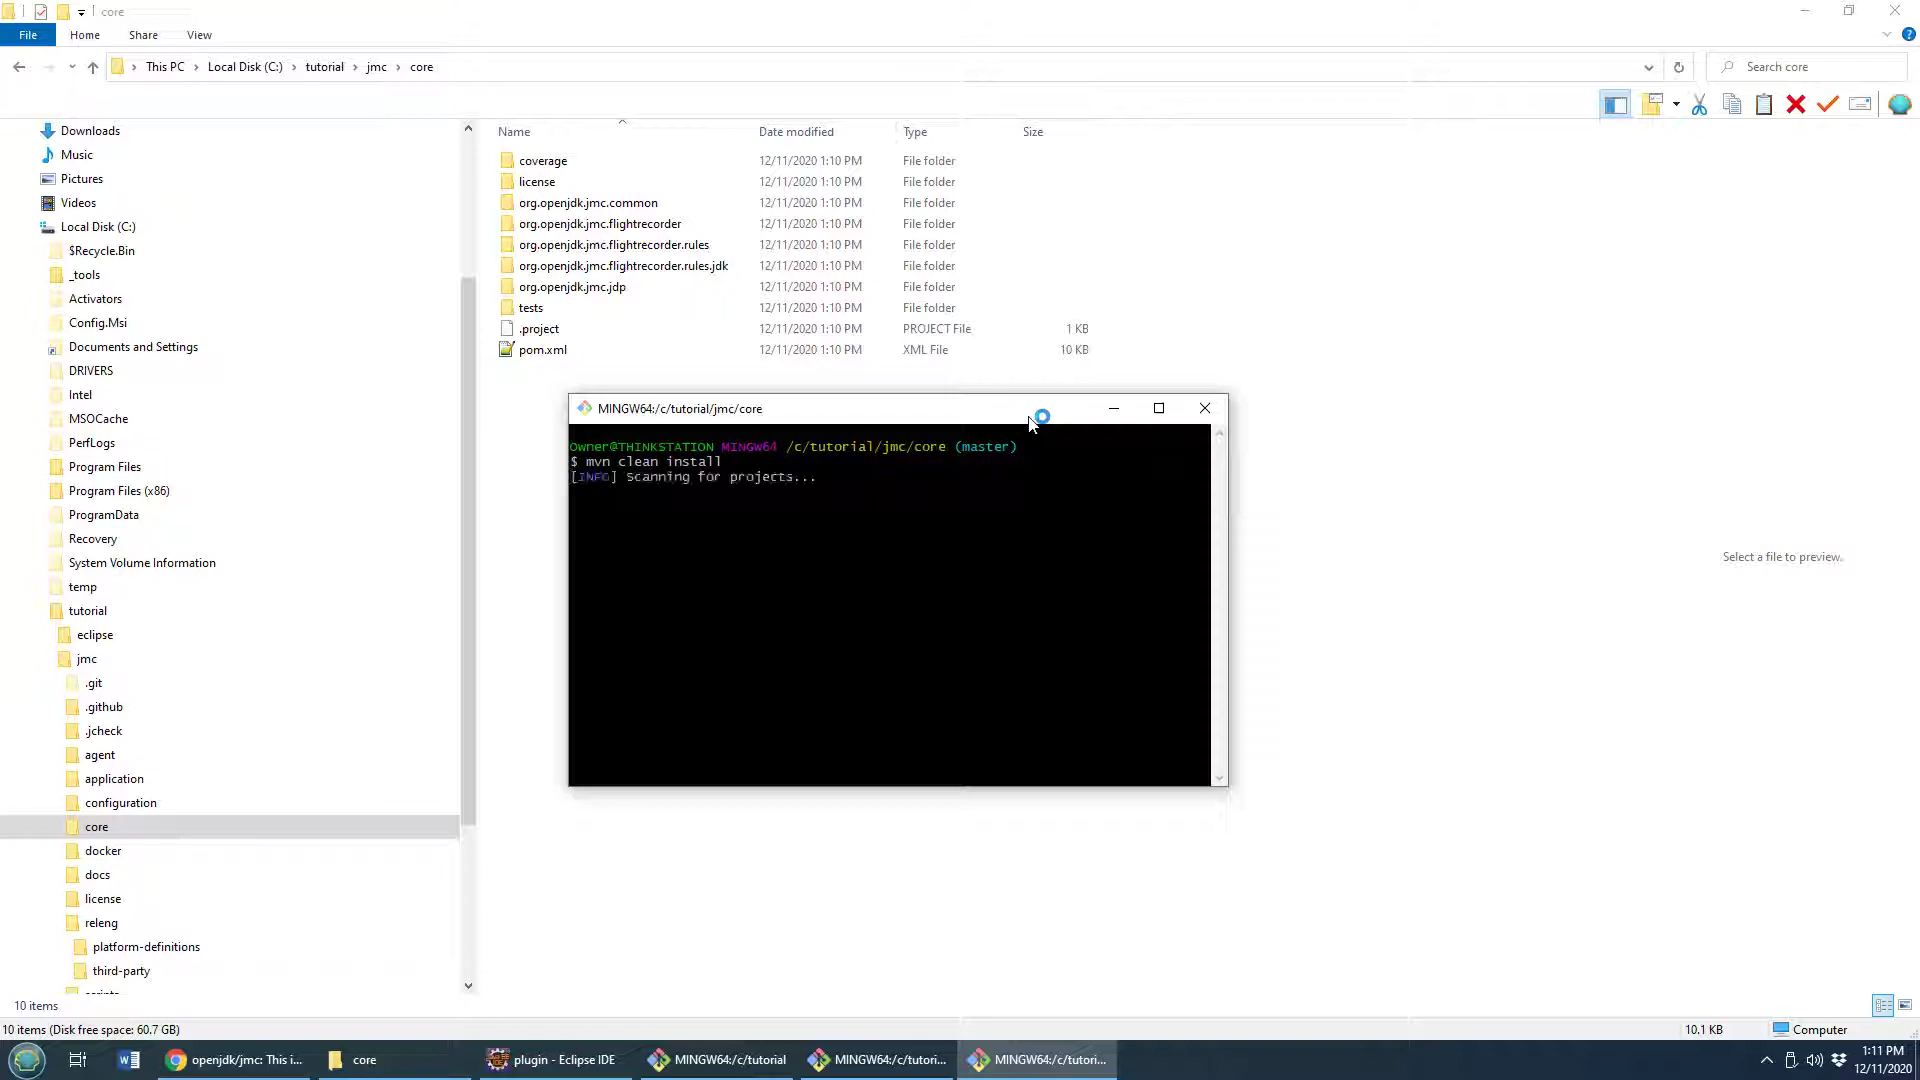 core
File Home Share View
This PC Local Disk (C:) tutorial jmc core
Search core
Name Date modified Type Size
Downloads
Music
Pictures
Videos
Local Disk (C:)
$Recycle.Bin
_tools
Activators
Config.Msi
Documents and Settings
DRIVERS
Intel
MSOCache
PerfLogs
Program Files
Program Files (x86)
ProgramData
Recovery
System Volume Information
temp
tutorial
eclipse
jmc
.git
.github
.jcheck
agent
application
configuration
core
docker
docs
license
releng
platform-definitions
third-party
coverage 12/11/2020 1:10 PM File folder
license 12/11/2020 1:10 PM File folder
org.openjdk.jmc.common 12/11/2020 1:10 PM File folder
org.openjdk.jmc.flightrecorder 12/11/2020 1:10 PM File folder
org.openjdk.jmc.flightrecorder.rules 12/11/2020 1:10 PM File folder
org.openjdk.jmc.flightrecorder.rules.jdk 12/11/2020 1:10 PM File folder
org.openjdk.jmc.jdp 12/11/2020 1:10 PM File folder
tests 12/11/2020 1:10 PM File folder
.project 12/11/2020 1:10 PM PROJECT File 1 KB
pom.xml 12/11/2020 1:10 PM XML File 10 KB
MINGW64:/c/tutorial/jmc/core
Owner@THINKSTATION MINGW64 /c/tutorial/jmc/core (master)
$ mvn clean install
[INFO] Scanning for projects...
Select a file to preview.
10 items
10 items (Disk free space: 60.7 GB) 10.1 KB Computer
openjdk/jmc: This i... core plugin - Eclipse IDE MINGW64:/c/tutorial MINGW64:/c/tutori... MINGW64:/c/tutori...
1:11 PM
12/11/2020